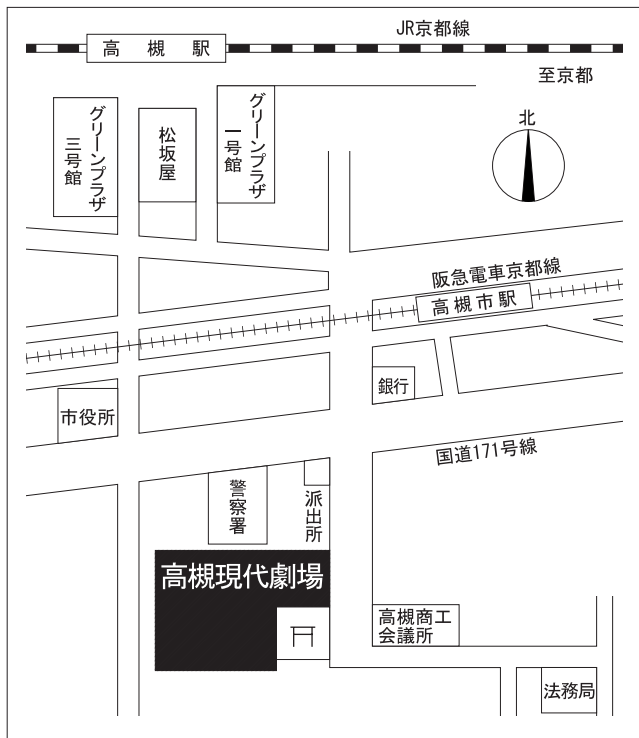 JR京都線
高槻駅
至京都
グリーンプラザ
三号館
松坂屋
グリーンプラザ
一号館
北
阪急電車京都線
高槻市駅
銀行
市役所
国道171号線
警察署
派出所
高槻現代劇場
高槻商工
会議所
法務局